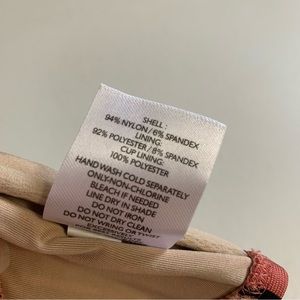 SHELL :
94% NYLON / 6% SPANDEX
LINING:
92% POLYESTER / 8% SPANDEX
CUP LINING:
100% POLYESTER
HAND WASH COLD SEPARATELY
ONLY-NON-CHLORINE
BLEACH IF NEEDED
LINE DRY IN SHADE
DO NOT IRON
DO NOT DRY CLEAN
DO NOT WRING OR TWIST